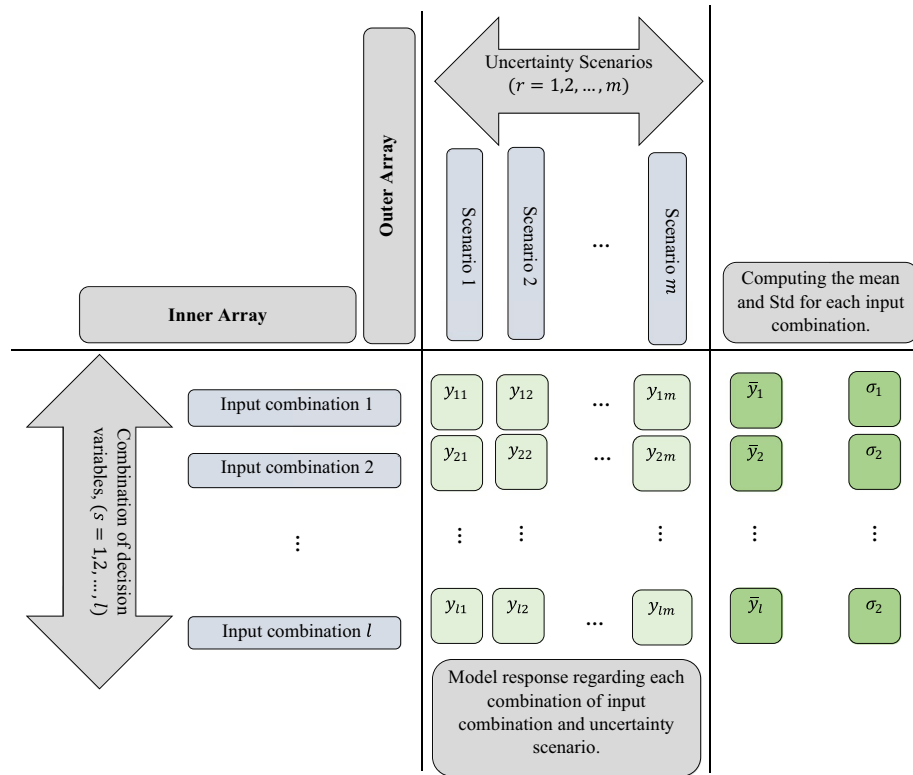 Uncertainty Scenarios
(r = 1,2, ..., m)
Outer Array
Scenario 1
Scenario 2
...
Scenario m
Inner Array
Computing the mean
and Std for each input
combination.
Combination of decision
variables, (s = 1,2, ..., l)
Input combination 1
y₁₁ y₁₂ ... y₁ₘ ȳ₁ σ₁
Input combination 2
y₂₁ y₂₂ ... y₂ₘ ȳ₂ σ₂
⋮ ⋮ ⋮ ⋮ ⋮ ⋮
Input combination l
yₗ₁ yₗ₂ ... yₗₘ ȳₗ σ₂
Model response regarding each
combination of input
combination and uncertainty
scenario.